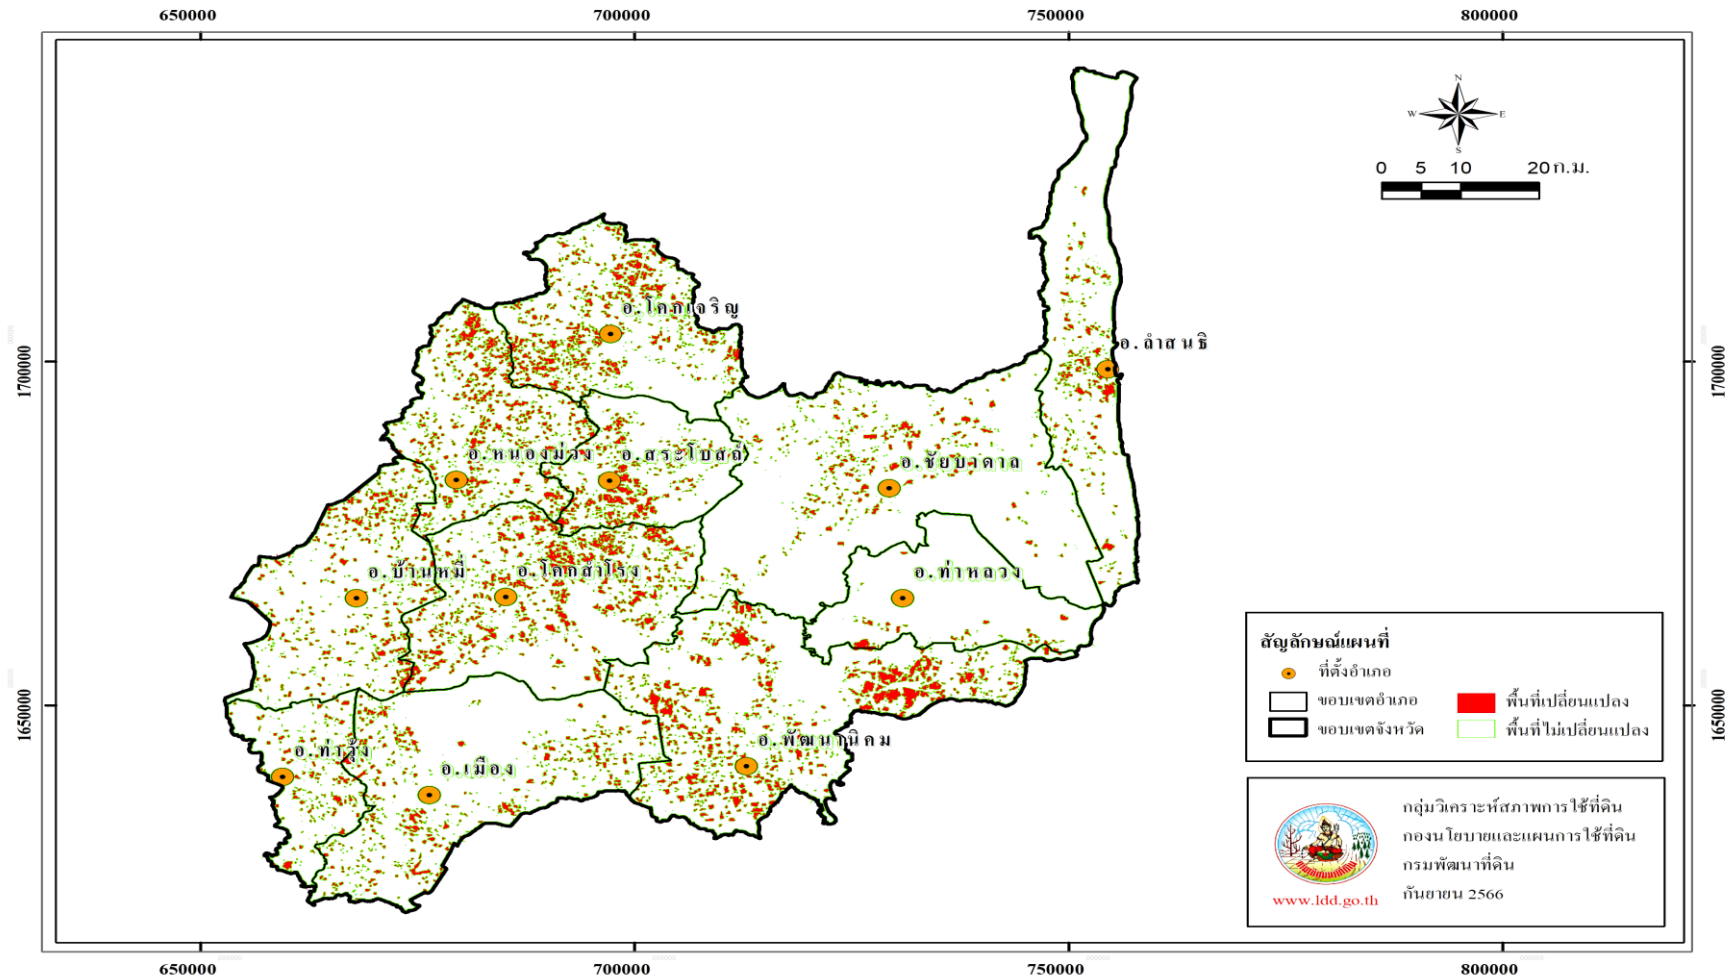 650000 700000 750000 800000
N
W E
S
0 5 10 20 ก.ม.
อ.โคกเจริญ
1700000 1700000
อ.ลำสนธิ
อ.หนองม่วง อ.สระโบสถ์
อ.ชัยบาดาล
อ.บ้านหมี่ อ.โคกสำโรง อ.ท่าหลวง
สัญลักษณ์แผนที่
ที่ตั้งอำเภอ
ขอบเขตอำเภอ พื้นที่เปลี่ยนแปลง
ขอบเขตจังหวัด พื้นที่ไม่เปลี่ยนแปลง
1650000 1650000
อ.ท่าวุ้ง อ.เมือง อ.พัฒนานิคม
กลุ่มวิเคราะห์สภาพการใช้ที่ดิน
กองนโยบายและแผนการใช้ที่ดิน
กรมพัฒนาที่ดิน
กันยายน 2566
www.ldd.go.th
650000 700000 750000 800000